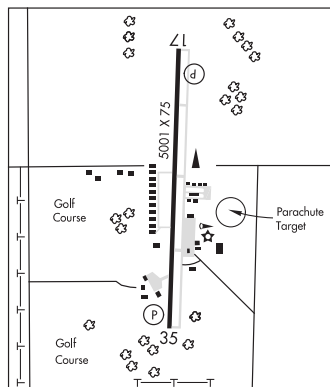 17
P
5001 X 75
Golf
Course
Parachute
Target
P
35
Golf
Course